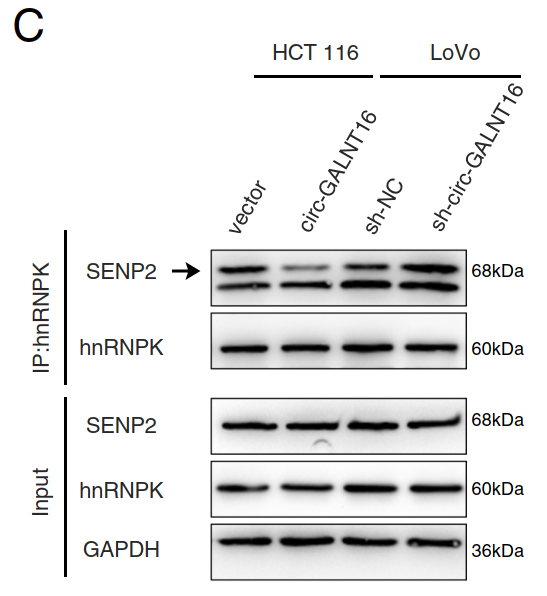 C
HCT 116
LoVo
vector
circ-GALNT16
sh-NC
sh-circ-GALNT16
IP:hnRNPK
SENP2
68kDa
hnRNPK
60kDa
Input
SENP2
68kDa
hnRNPK
60kDa
GAPDH
36kDa